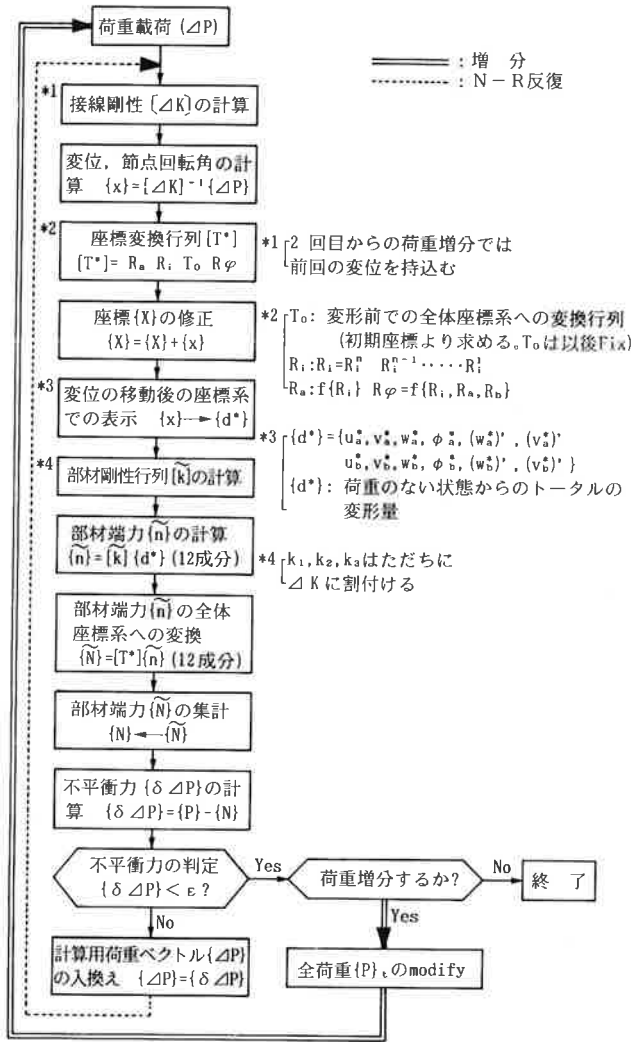 荷重載荷 (⊿P)
═══ : 増 分
┄┄┄ : N－R反復
*1
接線剛性 [⊿K]の計算
変位, 節点回転角の計
算 {x}=[⊿K]⁻¹{⊿P}
*2
座標変換行列[T*]
[T*]= Rₐ Rᵢ T₀ Rφ
*1 2 回目からの荷重増分では
前回の変位を持込む
座標{X}の修正
{X}={X}+{x}
*2 T₀: 変形前での全体座標系への変換行列
(初期座標より求める。T₀は以後Fix)
Rᵢ:Rᵢ=Rᵢⁿ Rᵢⁿ⁻¹ ····· Rᵢ¹
Rₐ:f{Rᵢ} Rφ=f{Rᵢ,Rₐ,R_b}
*3
変位の移動後の座標系
での表示 {x}→{d*}
*3 {d*}={uₐ*,vₐ*,wₐ*,φₐ*,(wₐ*)',(vₐ*)'
u_b*,v_b*,w_b*,φ_b*,(w_b*)',(v_b*)'}
{d*}: 荷重のない状態からのトータルの
変形量
*4
部材剛性行列[k̃]の計算
部材端力{ñ}の計算
{ñ}=[k̃]{d*}(12成分)
*4 k₁,k₂,k₃はただちに
⊿Kに割付ける
部材端力{ñ}の全体
座標系への変換
{Ñ}=[T*]{ñ}(12成分)
部材端力{Ñ}の集計
{N}←{Ñ}
不平衡力{δ⊿P}の計
算 {δ⊿P}={P}-{N}
不平衡力の判定
{δ⊿P}<ε?
Yes
荷重増分するか?
No
終 了
No
Yes
計算用荷重ベクトル{⊿P}
の入換え {⊿P}={δ⊿P}
全荷重{P}ₜのmodify